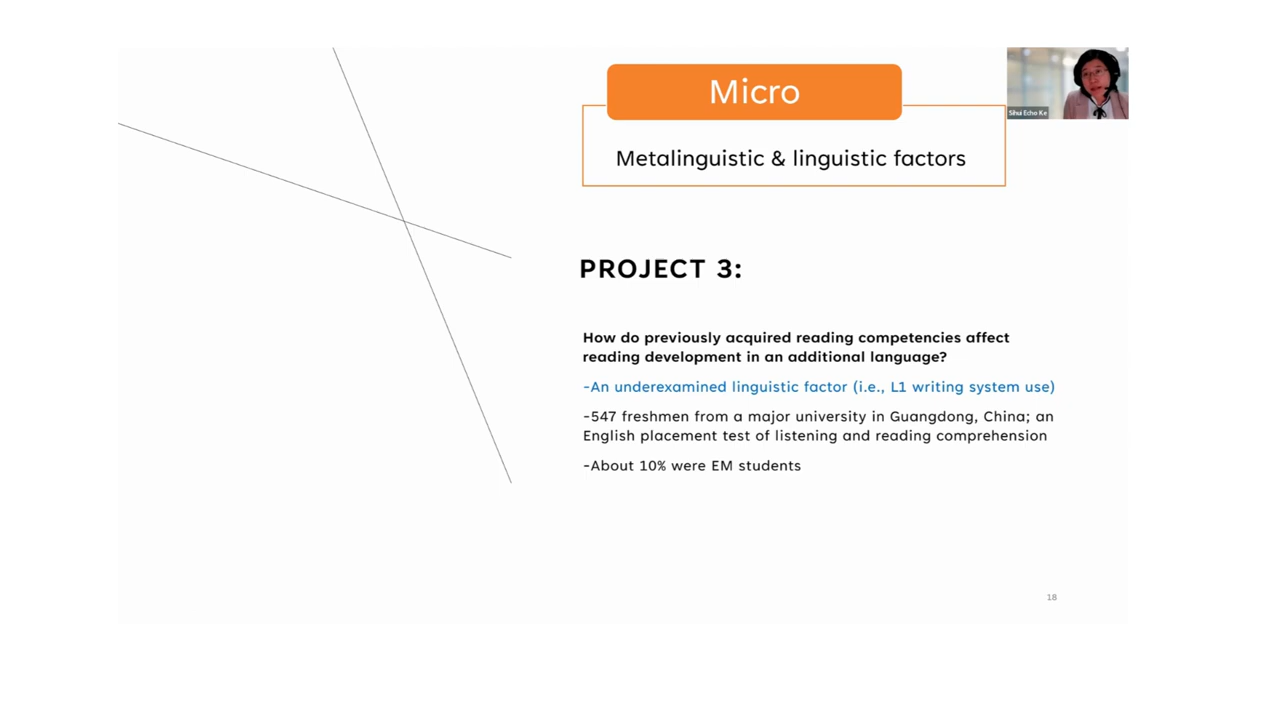 Micro
Metalinguistic & linguistic factors
Sihui Echo Ke
PROJECT 3:
How do previously acquired reading competencies affect
reading development in an additional language?
-An underexamined linguistic factor (i.e., L1 writing system use)
-547 freshmen from a major university in Guangdong, China; an
English placement test of listening and reading comprehension
-About 10% were EM students
18